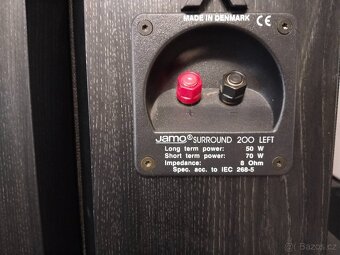 MADE IN DENMARK CE
Jamo® SURROUND 200 LEFT
Long term power: 50 W
Short term power: 70 W
Impedance: 8 Ohm
Spec. acc. to IEC 268-5
©bazos.cz